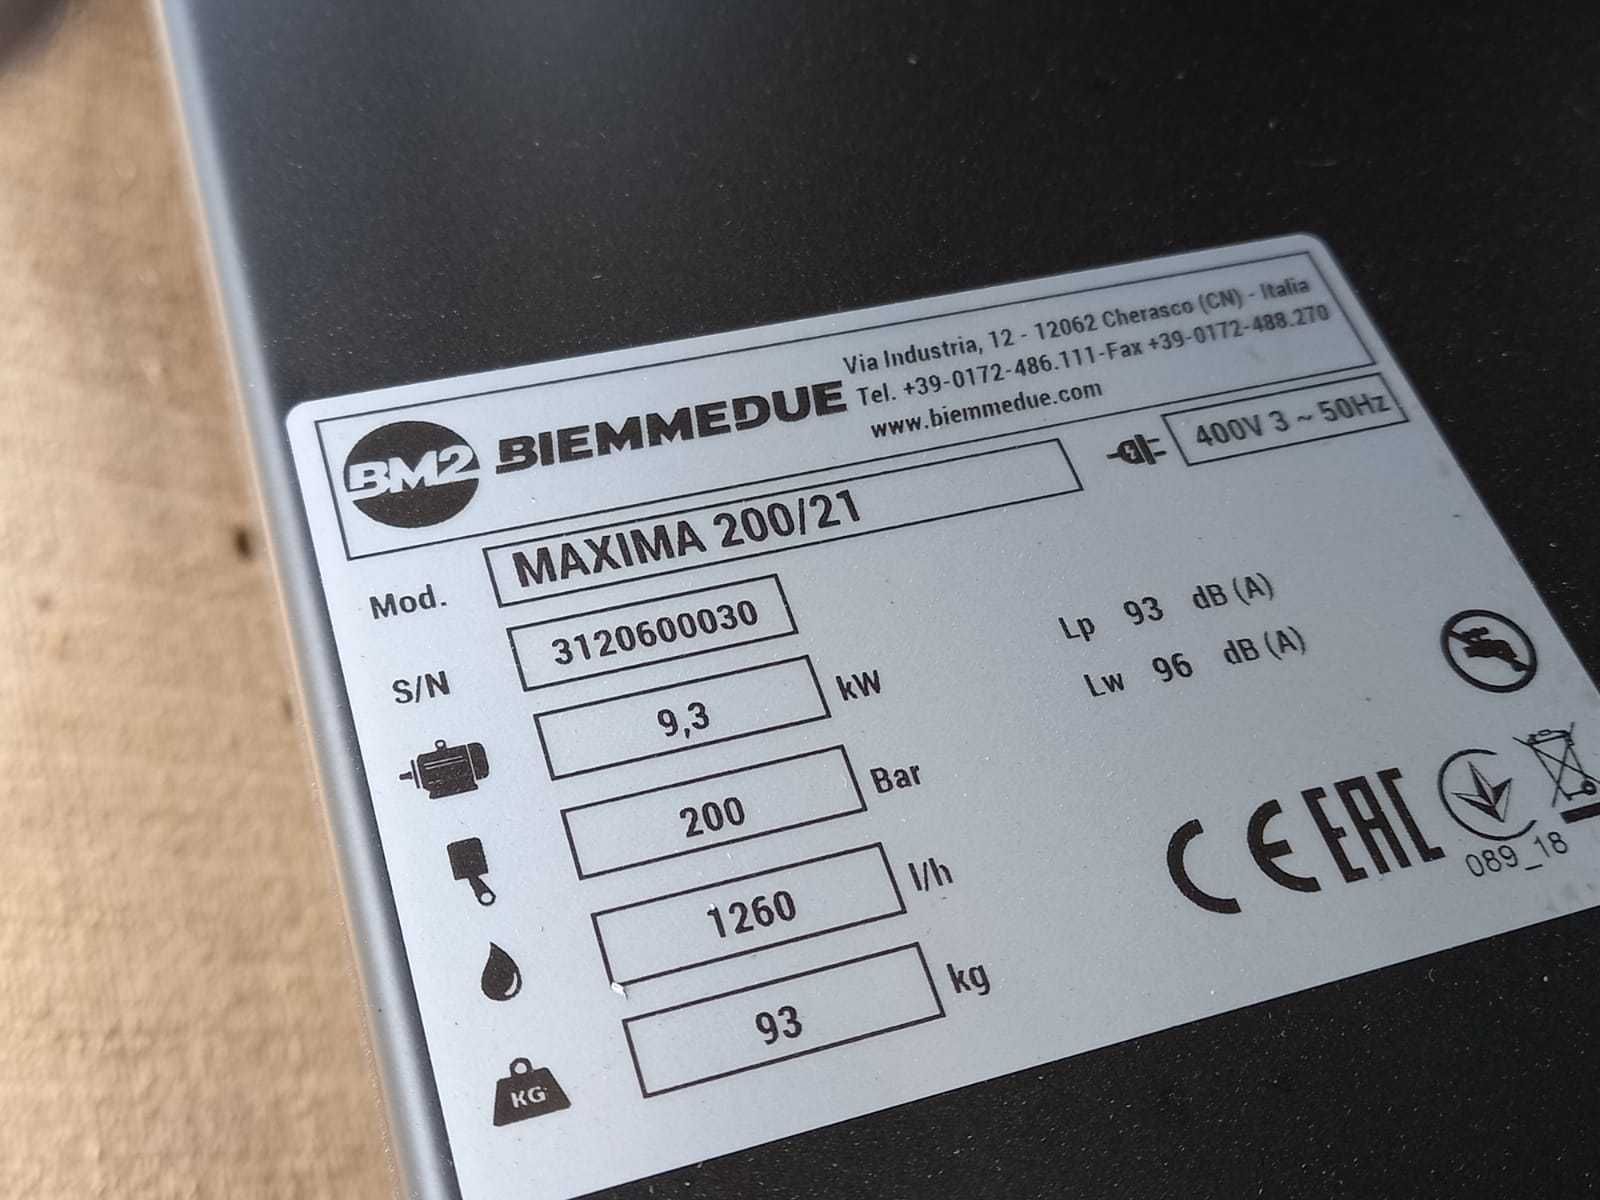 BM2 BIEMMEDUE
Via Industria, 12 - 12062 Cherasco (CN) - Italia
Tel. +39-0172-486.111-Fax +39-0172-488.270
www.biemmedue.com
400V 3 ~ 50Hz
Mod. MAXIMA 200/21
S/N 3120600030
9,3 kW
200 Bar
1260 l/h
KG 93 kg
Lp 93 dB (A)
Lw 96 dB (A)
CE EAC
089_18